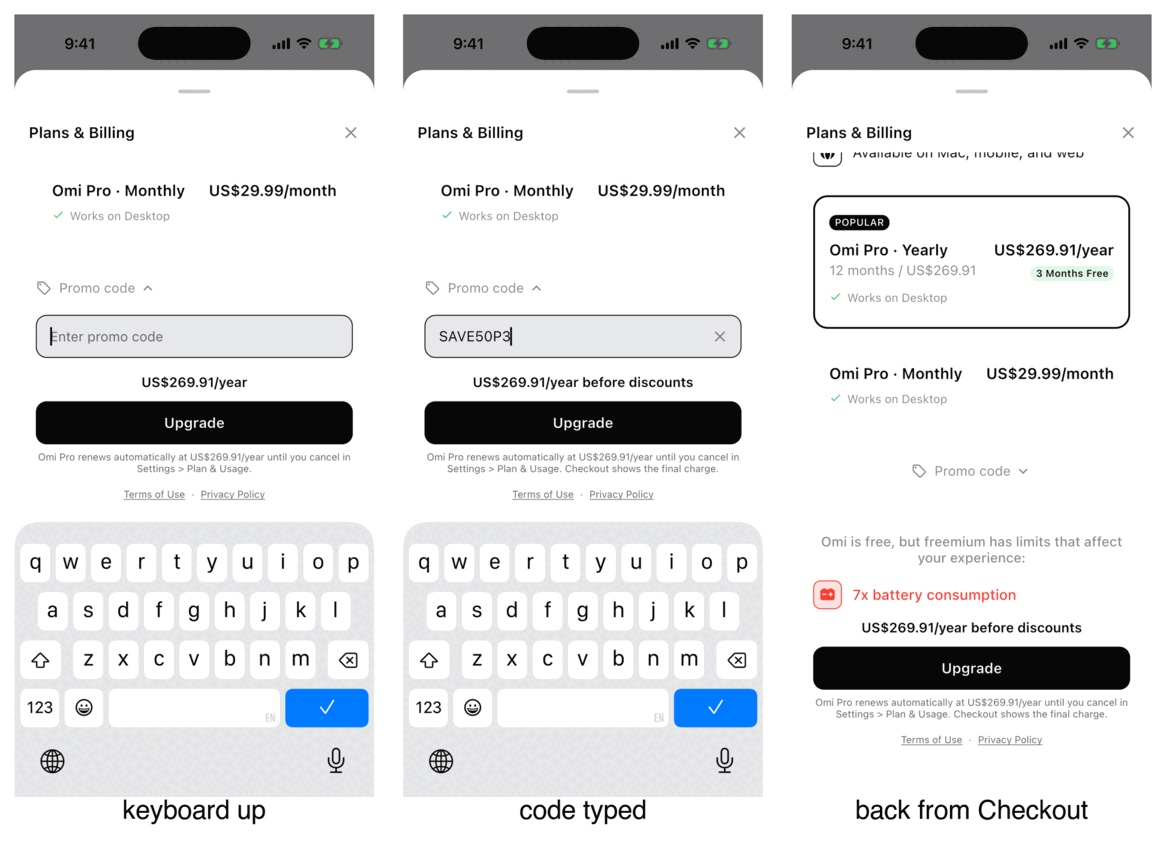 9:41
Plans & Billing
Omi Pro · Monthly US$29.99/month
Works on Desktop
Promo code
Enter promo code
US$269.91/year
Upgrade
Omi Pro renews automatically at US$269.91/year until you cancel in
Settings > Plan & Usage.
Terms of Use · Privacy Policy
q w e r t y u i o p
a s d f g h j k l
z x c v b n m
123 EN
keyboard up
9:41
Plans & Billing
Omi Pro · Monthly US$29.99/month
Works on Desktop
Promo code
SAVE50P3
US$269.91/year before discounts
Upgrade
Omi Pro renews automatically at US$269.91/year until you cancel in
Settings > Plan & Usage. Checkout shows the final charge.
Terms of Use · Privacy Policy
q w e r t y u i o p
a s d f g h j k l
z x c v b n m
123 EN
code typed
9:41
Plans & Billing
Available on Mac, mobile, and web
POPULAR
Omi Pro · Yearly US$269.91/year
12 months / US$269.91 3 Months Free
Works on Desktop
Omi Pro · Monthly US$29.99/month
Works on Desktop
Promo code
Omi is free, but freemium has limits that affect
your experience:
7x battery consumption
US$269.91/year before discounts
Upgrade
Omi Pro renews automatically at US$269.91/year until you cancel in
Settings > Plan & Usage. Checkout shows the final charge.
Terms of Use · Privacy Policy
back from Checkout